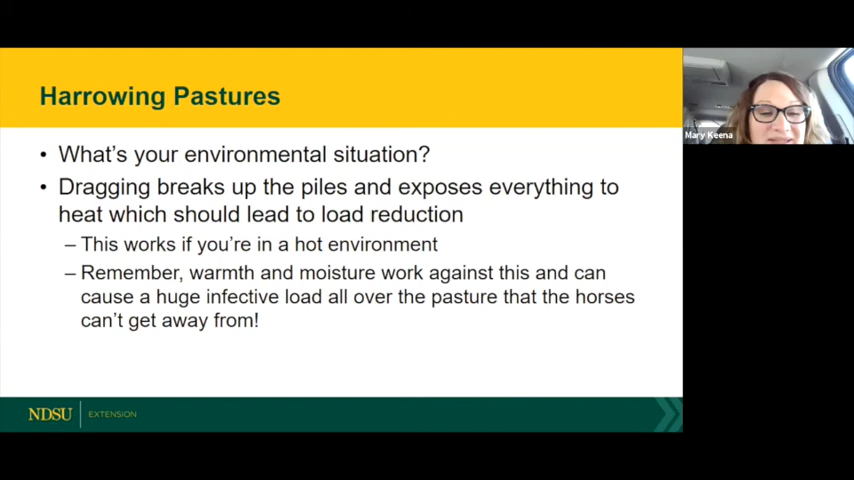 Harrowing Pastures
• What's your environmental situation?
• Dragging breaks up the piles and exposes everything to
heat which should lead to load reduction
– This works if you're in a hot environment
– Remember, warmth and moisture work against this and can
cause a huge infective load all over the pasture that the horses
can't get away from!
NDSU EXTENSION
Mary Keena